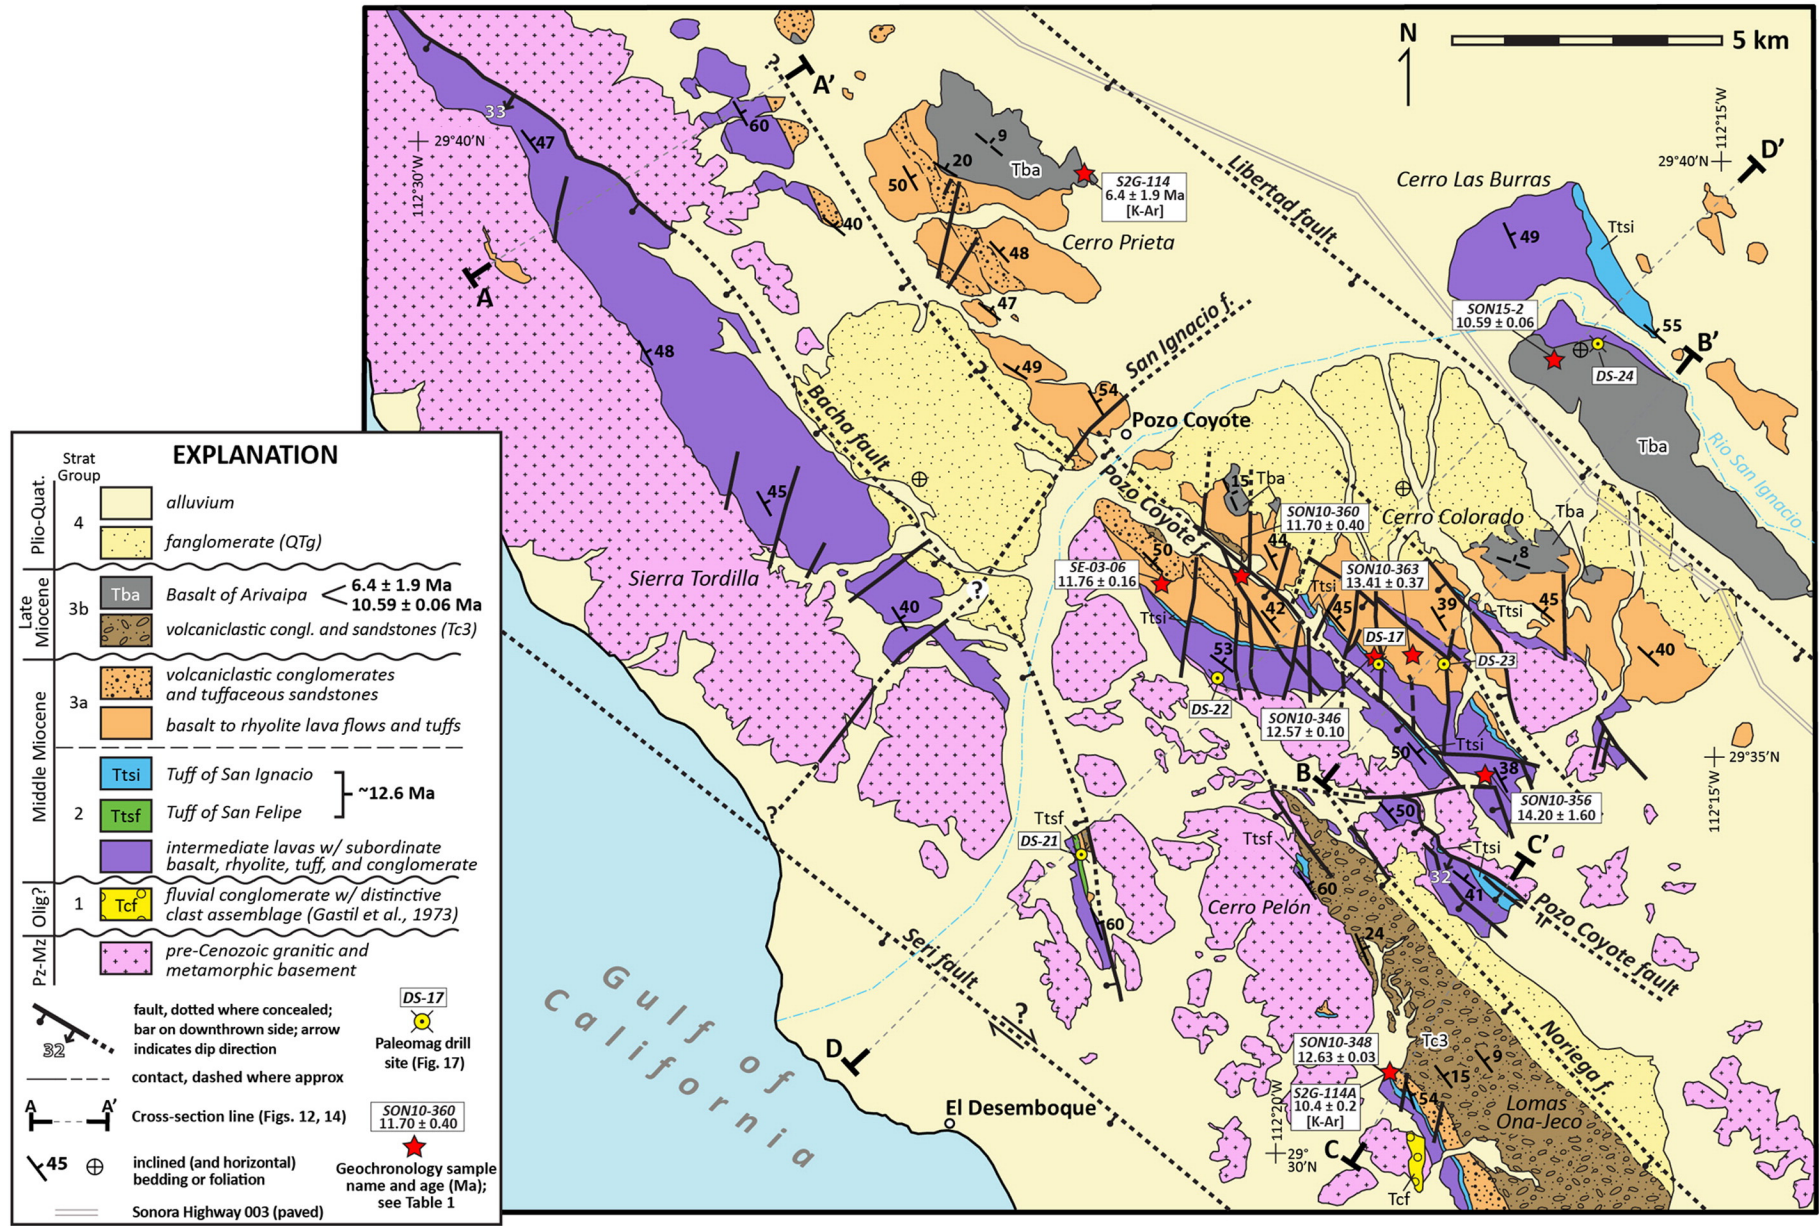 N
5 km
112°15'W
29°40'N
D'
A'
?
33
47
60
29°40'N
112°30'W
9
Tba
20
50
S2G-114
6.4 ± 1.9 Ma
[K-Ar]
Libertad fault
Cerro Las Burras
Ttsi
49
40
Cerro Prieta
48
A
47
SON15-2
10.59 ± 0.06
55
B'
DS-24
San Ignacio f.
48
?
49
54
Bacha fault
Pozo Coyote
Tba
Rio San Ignacio
45
Pozo Coyote f.
15
Tba
SON10-360
11.70 ± 0.40
Cerro Colorado
Tba
8
Sierra Tordilla
50
44
SE-03-06
11.76 ± 0.16
SON10-363
13.41 ± 0.37
Ttsi
?
40
Ttsi
42
45
39
Ttsi
45
DS-17
40
53
DS-23
DS-22
SON10-346
12.57 ± 0.10
50
Ttsi
29°35'N
112°15'W
B
38
SON10-356
14.20 ± 1.60
?
50
Ttsf
DS-21
Ttsf
Ttsi
C'
32
41
60
Cerro Pelón
60
24
Pozo Coyote fault
Seri fault
?
Gulf of
California
D
Noriega f.
SON10-348
12.63 ± 0.03
Tc3
9
15
S2G-114A
10.4 ± 0.2
[K-Ar]
54
El Desemboque
Lomas
Ona-Jeco
112°20'W
29°
30'N
C
Tcf
EXPLANATION
Strat
Group
Plio-Quat.
4
alluvium
fanglomerate (QTg)
Late
Miocene
3b
Tba
Basalt of Arivaipa
6.4 ± 1.9 Ma
10.59 ± 0.06 Ma
volcaniclastic congl. and sandstones (Tc3)
Middle Miocene
3a
volcaniclastic conglomerates
and tuffaceous sandstones
basalt to rhyolite lava flows and tuffs
2
Ttsi
Tuff of San Ignacio
~12.6 Ma
Ttsf
Tuff of San Felipe
intermediate lavas w/ subordinate
basalt, rhyolite, tuff, and conglomerate
Olig?
1
Tcf
fluvial conglomerate w/ distinctive
clast assemblage (Gastil et al., 1973)
Pz-Mz
pre-Cenozoic granitic and
metamorphic basement
32
fault, dotted where concealed;
bar on downthrown side; arrow
indicates dip direction
DS-17
Paleomag drill
site (Fig. 17)
contact, dashed where approx
A
A'
Cross-section line (Figs. 12, 14)
SON10-360
11.70 ± 0.40
45
inclined (and horizontal)
bedding or foliation
Geochronology sample
name and age (Ma);
see Table 1
Sonora Highway 003 (paved)